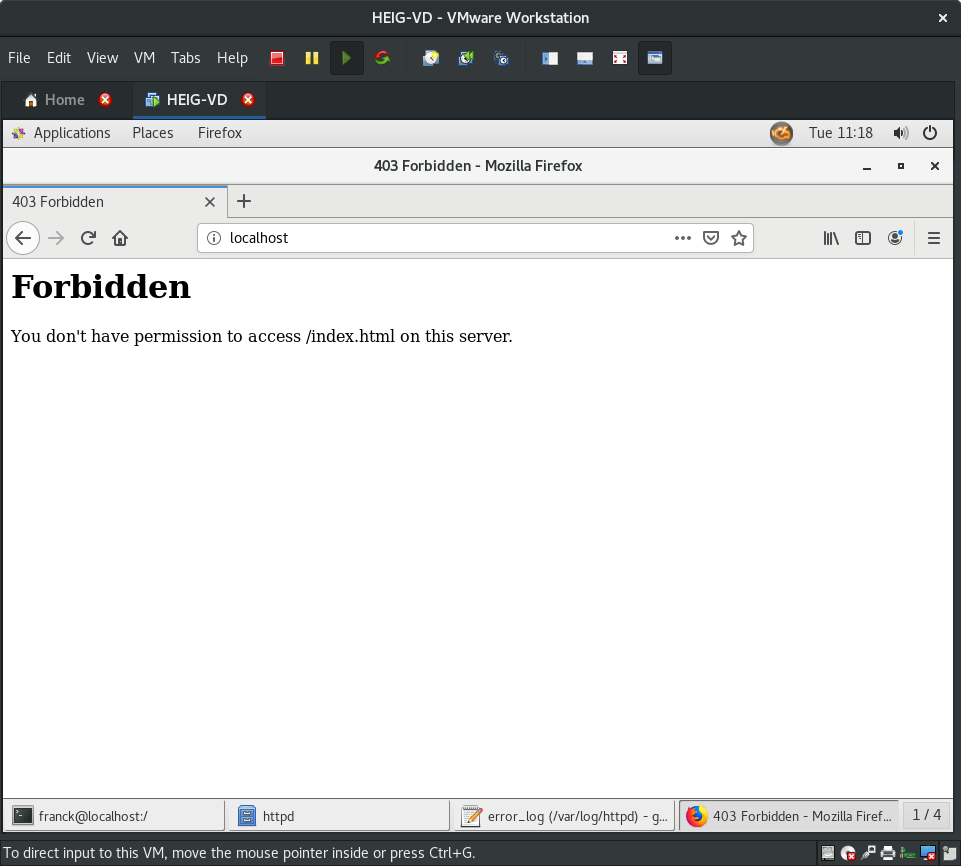 HEIG-VD - VMware Workstation
File Edit View VM Tabs Help
Home HEIG-VD
Applications Places Firefox Tue 11:18
403 Forbidden - Mozilla Firefox
403 Forbidden
localhost
Forbidden
You don't have permission to access /index.html on this server.
franck@localhost:/ httpd error_log (/var/log/httpd) - g... 403 Forbidden - Mozilla Firef... 1 / 4
To direct input to this VM, move the mouse pointer inside or press Ctrl+G.